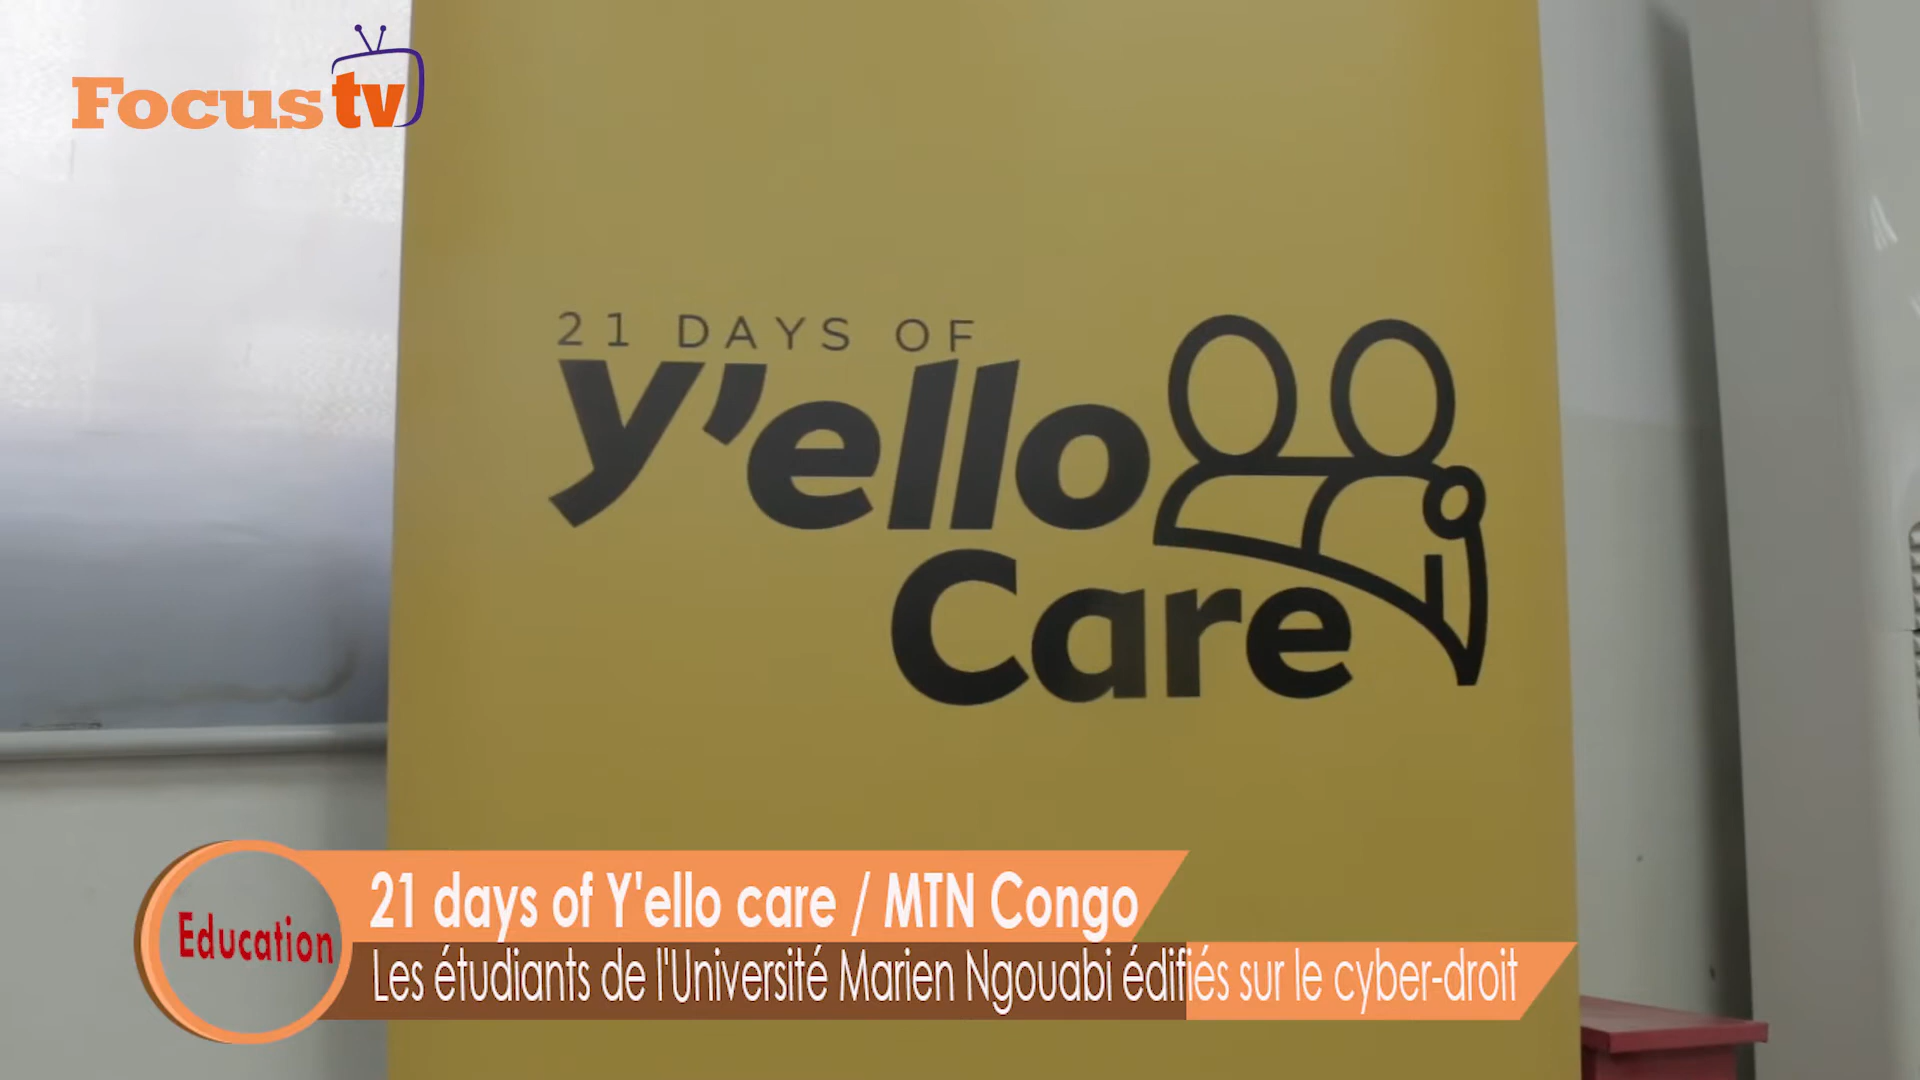 Focus tv
21 DAYS OF
Y'ello
Care
Education
21 days of Y'ello care / MTN Congo
Les étudiants de l'Université Marien Ngouabi édifiés sur le cyber-droit